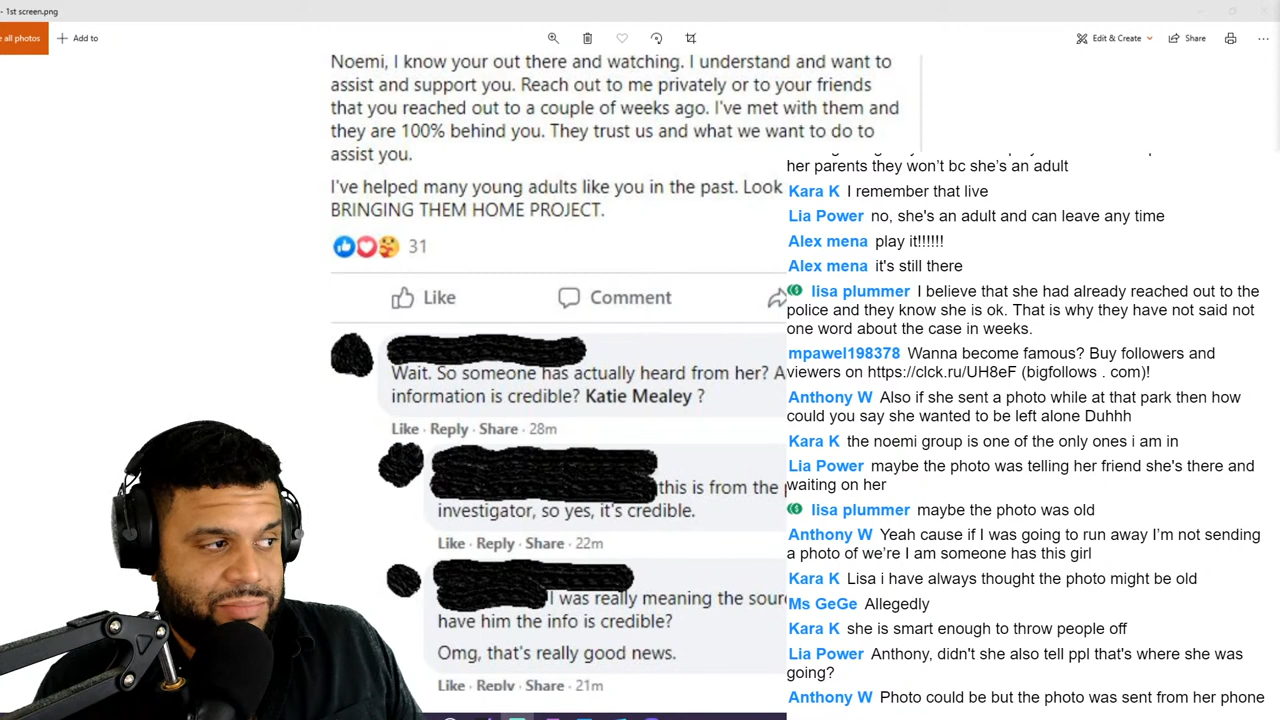 - 1st screen.png
e all photos
Add to
Edit & Create
Share
Noemi, I know your out there and watching. I understand and want to
assist and support you. Reach out to me privately or to your friends
that you reached out to a couple of weeks ago. I've met with them and
they are 100% behind you. They trust us and what we want to do to
assist you.
I've helped many young adults like you in the past. Look
BRINGING THEM HOME PROJECT.
31
Like
Comment
Wait. So someone has actually heard from her? A
information is credible? Katie Mealey ?
Like · Reply · Share · 28m
this is from the
investigator, so yes, it's credible.
Like · Reply · Share · 22m
I was really meaning the sour
have him the info is credible?
Omg, that's really good news.
Like · Reply · Share · 21m
her parents they won't bc she's an adult
Kara K I remember that live
Lia Power no, she's an adult and can leave any time
Alex mena play it!!!!!!
Alex mena it's still there
lisa plummer I believe that she had already reached out to the
police and they know she is ok. That is why they have not said not
one word about the case in weeks.
mpawel198378 Wanna become famous? Buy followers and
viewers on https://clck.ru/UH8eF (bigfollows . com)!
Anthony W Also if she sent a photo while at that park then how
could you say she wanted to be left alone Duhhh
Kara K the noemi group is one of the only ones i am in
Lia Power maybe the photo was telling her friend she's there and
waiting on her
lisa plummer maybe the photo was old
Anthony W Yeah cause if I was going to run away I'm not sending
a photo of we're I am someone has this girl
Kara K Lisa i have always thought the photo might be old
Ms GeGe Allegedly
Kara K she is smart enough to throw people off
Lia Power Anthony, didn't she also tell ppl that's where she was
going?
Anthony W Photo could be but the photo was sent from her phone